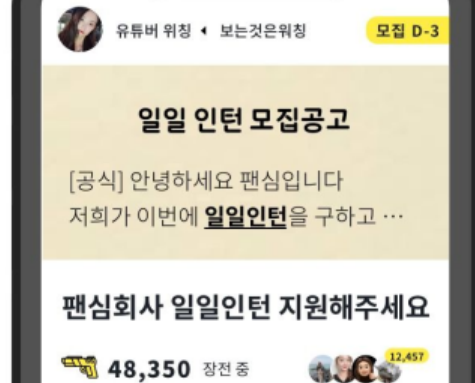 유튜버 위칭 보는것은워칭
모집 D-3
일일 인턴 모집공고
[공식] 안녕하세요 팬심입니다
저희가 이번에 일일인턴을 구하고 …
팬심회사 일일인턴 지원해주세요
48,350 장전 중
12,457